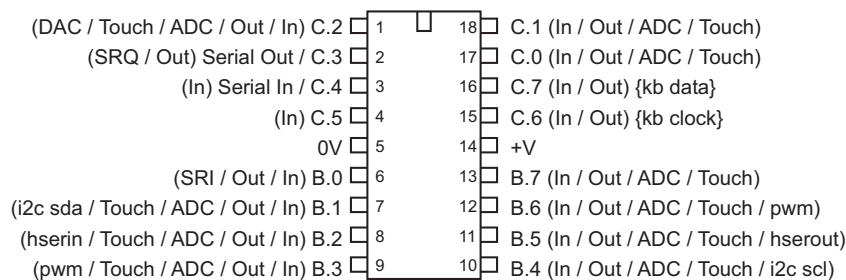 (DAC / Touch / ADC / Out / In) C.2 1 18 C.1 (In / Out / ADC / Touch)
(SRQ / Out) Serial Out / C.3 2 17 C.0 (In / Out / ADC / Touch)
(In) Serial In / C.4 3 16 C.7 (In / Out) {kb data}
(In) C.5 4 15 C.6 (In / Out) {kb clock}
0V 5 14 +V
(SRI / Out / In) B.0 6 13 B.7 (In / Out / ADC / Touch)
(i2c sda / Touch / ADC / Out / In) B.1 7 12 B.6 (In / Out / ADC / Touch / pwm)
(hserin / Touch / ADC / Out / In) B.2 8 11 B.5 (In / Out / ADC / Touch / hserout)
(pwm / Touch / ADC / Out / In) B.3 9 10 B.4 (In / Out / ADC / Touch / i2c scl)